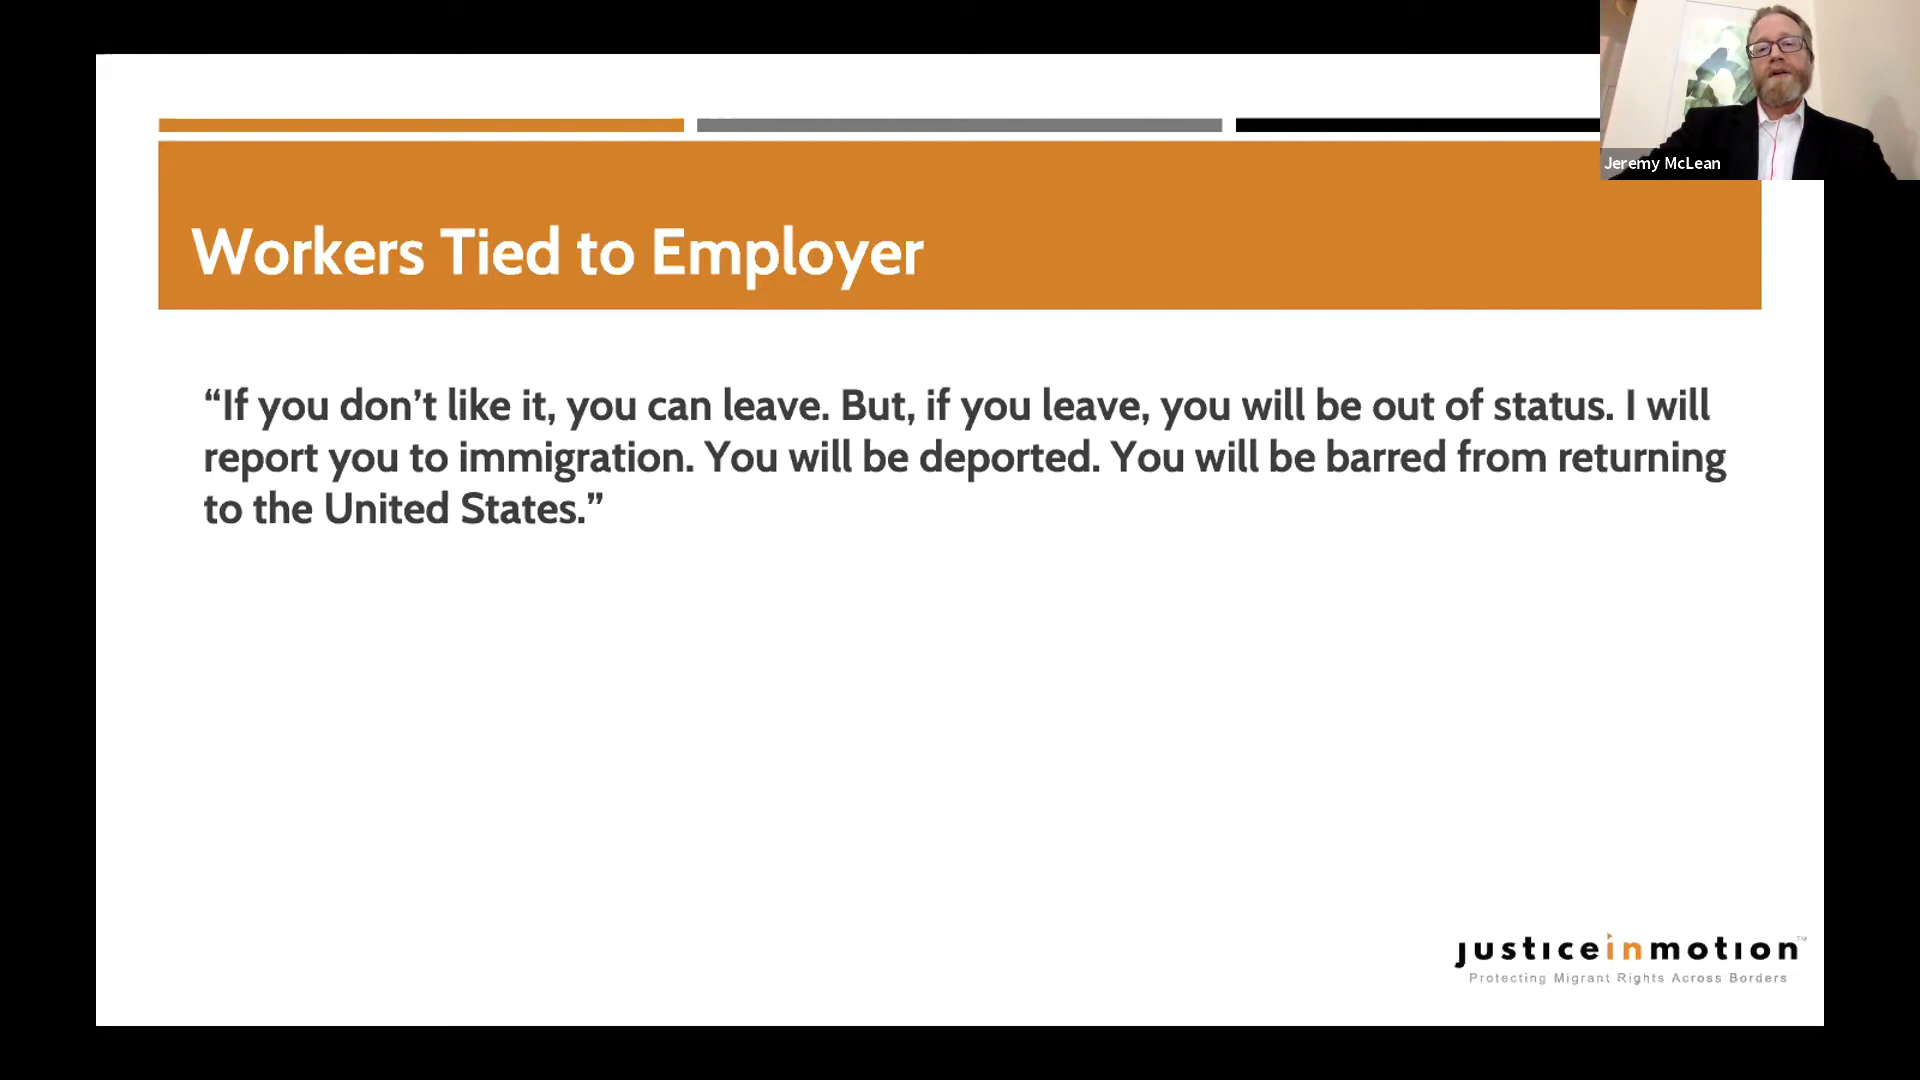 Jeremy McLean
Workers Tied to Employer
“If you don’t like it, you can leave. But, if you leave, you will be out of status. I will
report you to immigration. You will be deported. You will be barred from returning
to the United States.”
justiceinmotion™
Protecting Migrant Rights Across Borders